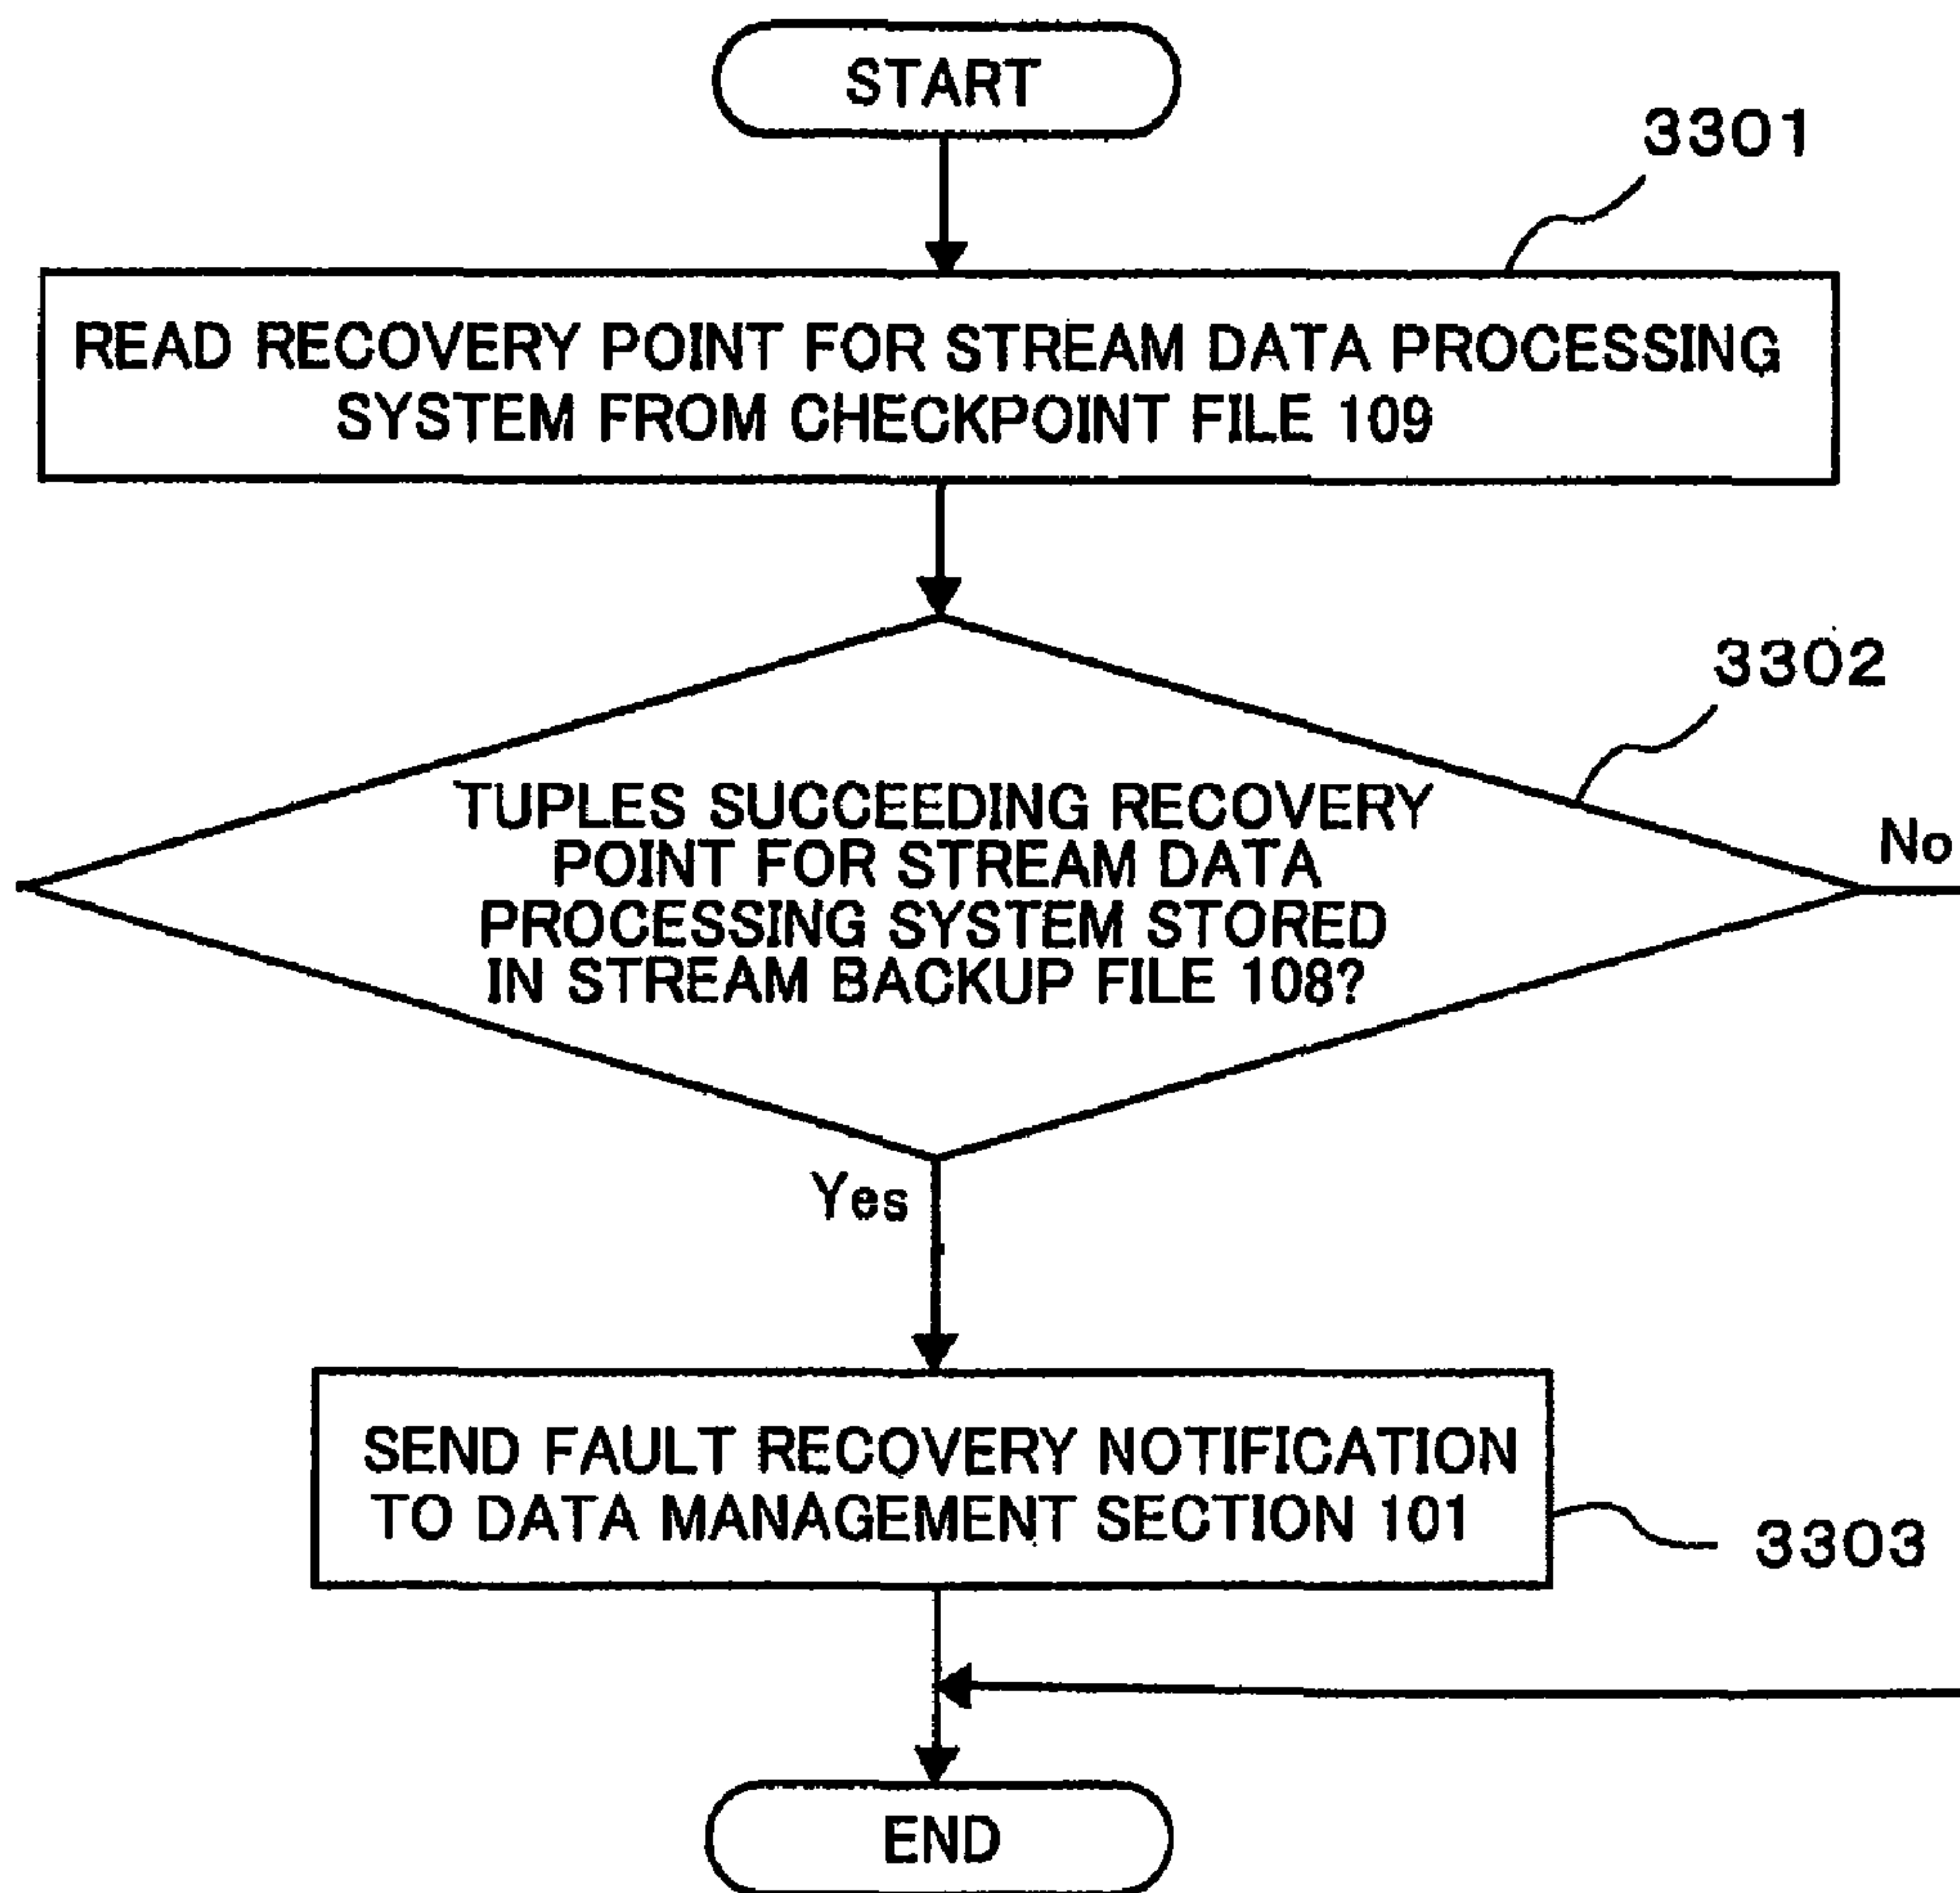 START
3301
READ RECOVERY POINT FOR STREAM DATA PROCESSING
SYSTEM FROM CHECKPOINT FILE 109
3302
TUPLES SUCCEEDING RECOVERY
POINT FOR STREAM DATA
PROCESSING SYSTEM STORED
IN STREAM BACKUP FILE 108?
No
Yes
SEND FAULT RECOVERY NOTIFICATION
TO DATA MANAGEMENT SECTION 101
3303
END